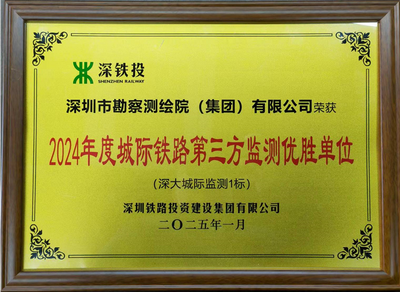 深铁投
SHENZHEN RAILWAY
深圳市勘察测绘院（集团）有限公司荣获
2024年度城际铁路第三方监测优胜单位
（深大城际监测1标）
深圳铁路投资建设集团有限公司
二〇二五年一月